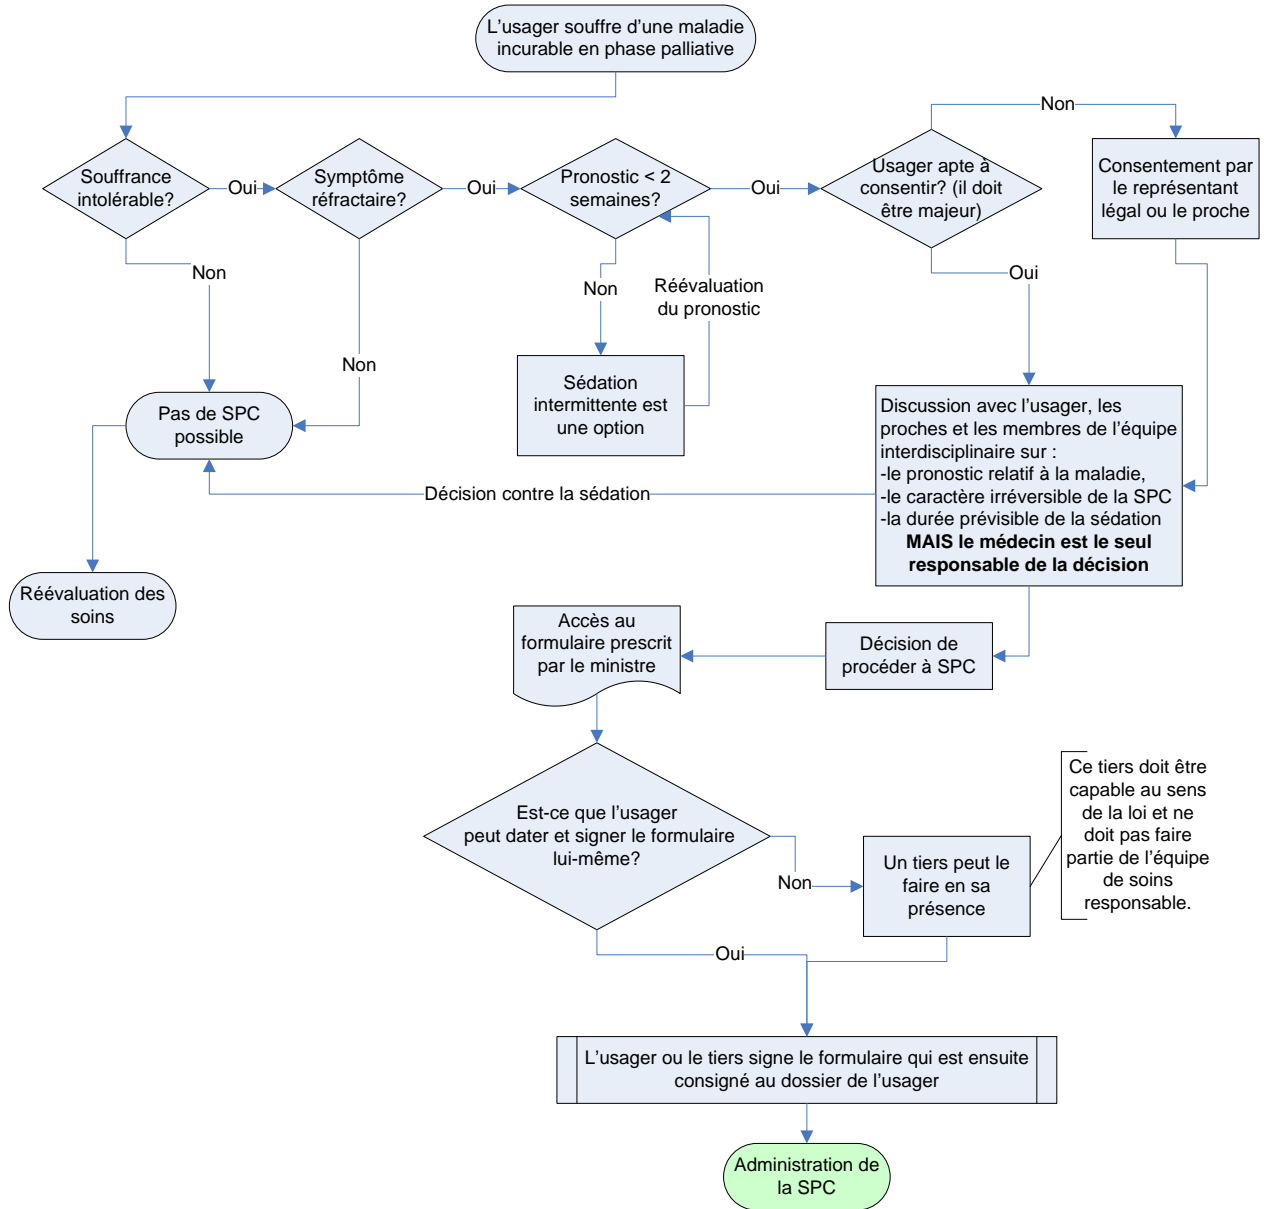 L'usager souffre d'une maladie
incurable en phase palliative
Souffrance
intolérable?
Oui
Symptôme
réfractaire?
Oui
Pronostic < 2
semaines?
Oui
Usager apte à
consentir? (il doit
être majeur)
Non
Consentement par
le représentant
légal ou le proche
Non
Non
Non
Réévaluation
du pronostic
Oui
Sédation
intermittente est
une option
Pas de SPC
possible
Discussion avec l'usager, les
proches et les membres de l'équipe
interdisciplinaire sur :
-le pronostic relatif à la maladie,
-le caractère irréversible de la SPC
-la durée prévisible de la sédation
MAIS le médecin est le seul
responsable de la décision
Décision contre la sédation
Réévaluation des
soins
Accès au
formulaire prescrit
par le ministre
Décision de
procéder à SPC
Est-ce que l'usager
peut dater et signer le formulaire
lui-même?
Non
Un tiers peut le
faire en sa
présence
Ce tiers doit être
capable au sens
de la loi et ne
doit pas faire
partie de l'équipe
de soins
responsable.
Oui
L'usager ou le tiers signe le formulaire qui est ensuite
consigné au dossier de l'usager
Administration de
la SPC